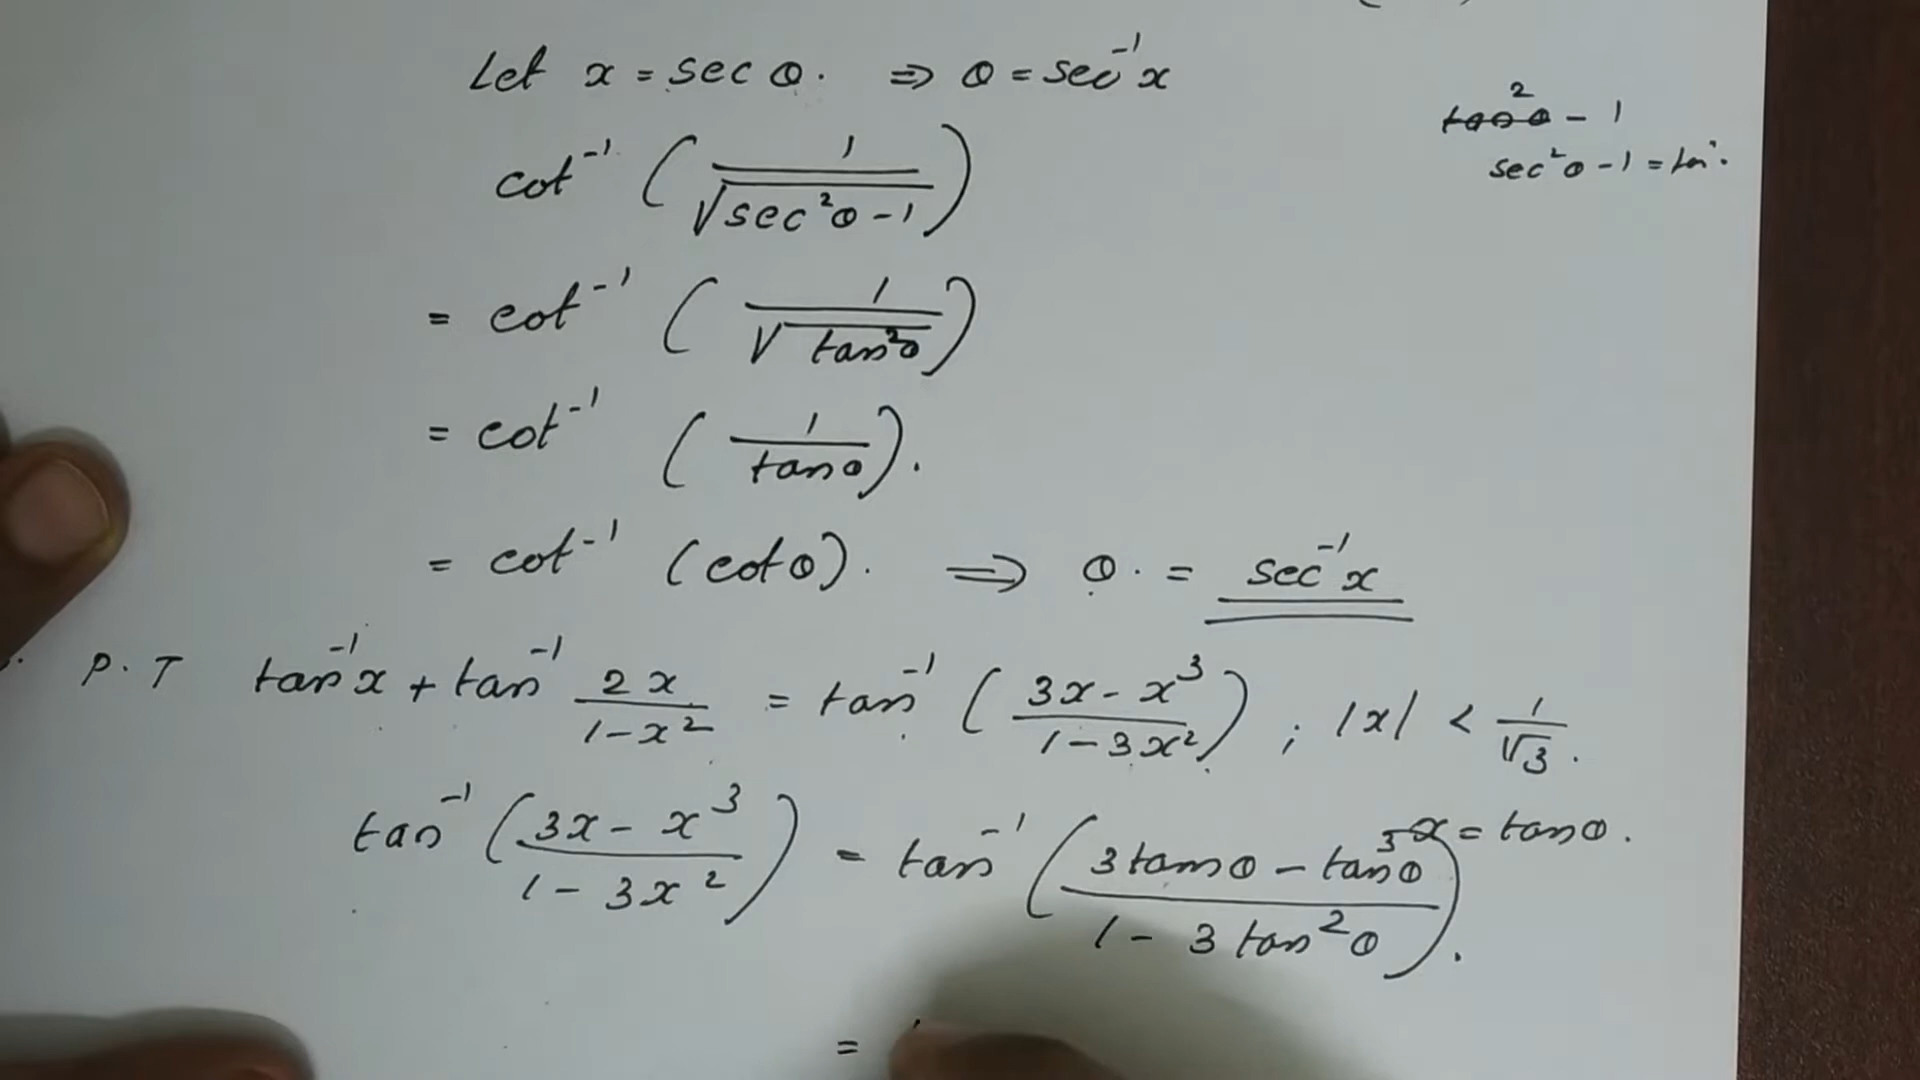 Let x = sec θ. ⇒ θ = sec⁻¹x
tan²θ - 1
sec²θ - 1 = tan².
cot⁻¹ ( 1 / √(sec²θ - 1) )
= cot⁻¹ ( 1 / √(tan²θ) )
= cot⁻¹ ( 1 / tanθ ).
= cot⁻¹ (cotθ). ⇒ θ. = sec⁻¹x
P.T tan⁻¹x + tan⁻¹ 2x / (1-x²) = tan⁻¹ ( (3x - x³) / (1 - 3x²) ) ; |x| < 1/√3.
x = tanθ.
tan⁻¹ ( (3x - x³) / (1 - 3x²) ) = tan⁻¹ ( (3tanθ - tan³θ) / (1 - 3tan²θ) ).
=